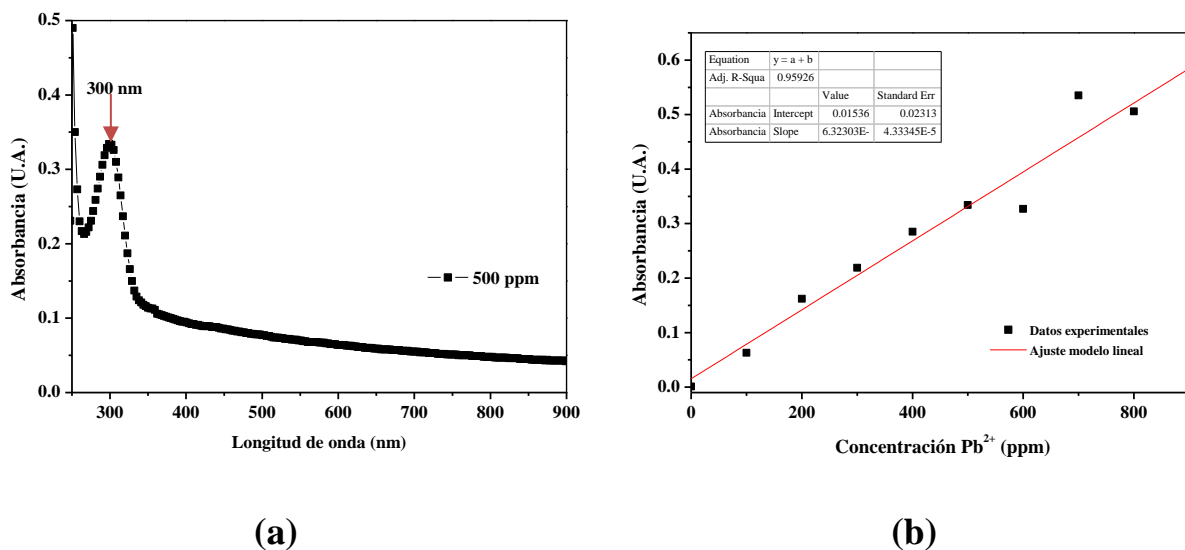 0.5
0.4
0.3
0.2
0.1
0.0
Absorbancia (U.A.)
300 nm
500 ppm
300 400 500 600 700 800 900
Longitud de onda (nm)
(a)
0.6
0.5
0.4
0.3
0.2
0.1
0.0
Absorbancia (U.A.)
Equation y = a + b
Adj. R-Squa 0.95926
Value Standard Err
Absorbancia Intercept 0.01536 0.02313
Absorbancia Slope 6.32303E- 4.33345E-5
Datos experimentales
Ajuste modelo lineal
0 200 400 600 800
Concentración Pb²⁺ (ppm)
(b)